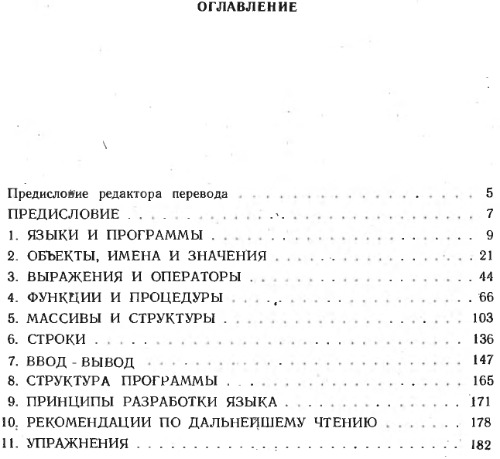 ОГЛАВЛЕНИЕ
Предисловие редактора перевода . . . . . . . . . . . . . . . . 5
ПРЕДИСЛОВИЕ . . . . . . . . . . . . . . . . . . . . . . . 7
1. ЯЗЫКИ И ПРОГРАММЫ . . . . . . . . . . . . . . . . . . 9
2. ОБЪЕКТЫ, ИМЕНА И ЗНАЧЕНИЯ . . . . . . . . . . . . . . 21
3. ВЫРАЖЕНИЯ И ОПЕРАТОРЫ . . . . . . . . . . . . . . . . 44
4. ФУНКЦИИ И ПРОЦЕДУРЫ . . . . . . . . . . . . . . . . . 66
5. МАССИВЫ И СТРУКТУРЫ . . . . . . . . . . . . . . . . . 103
6. СТРОКИ . . . . . . . . . . . . . . . . . . . . . . . . 136
7. ВВОД - ВЫВОД . . . . . . . . . . . . . . . . . . . . . 147
8. СТРУКТУРА ПРОГРАММЫ . . . . . . . . . . . . . . . . . 165
9. ПРИНЦИПЫ РАЗРАБОТКИ ЯЗЫКА . . . . . . . . . . . . . . 171
10. РЕКОМЕНДАЦИИ ПО ДАЛЬНЕЙШЕМУ ЧТЕНИЮ . . . . . . . . 178
11. УПРАЖНЕНИЯ . . . . . . . . . . . . . . . . . . . . . . 182